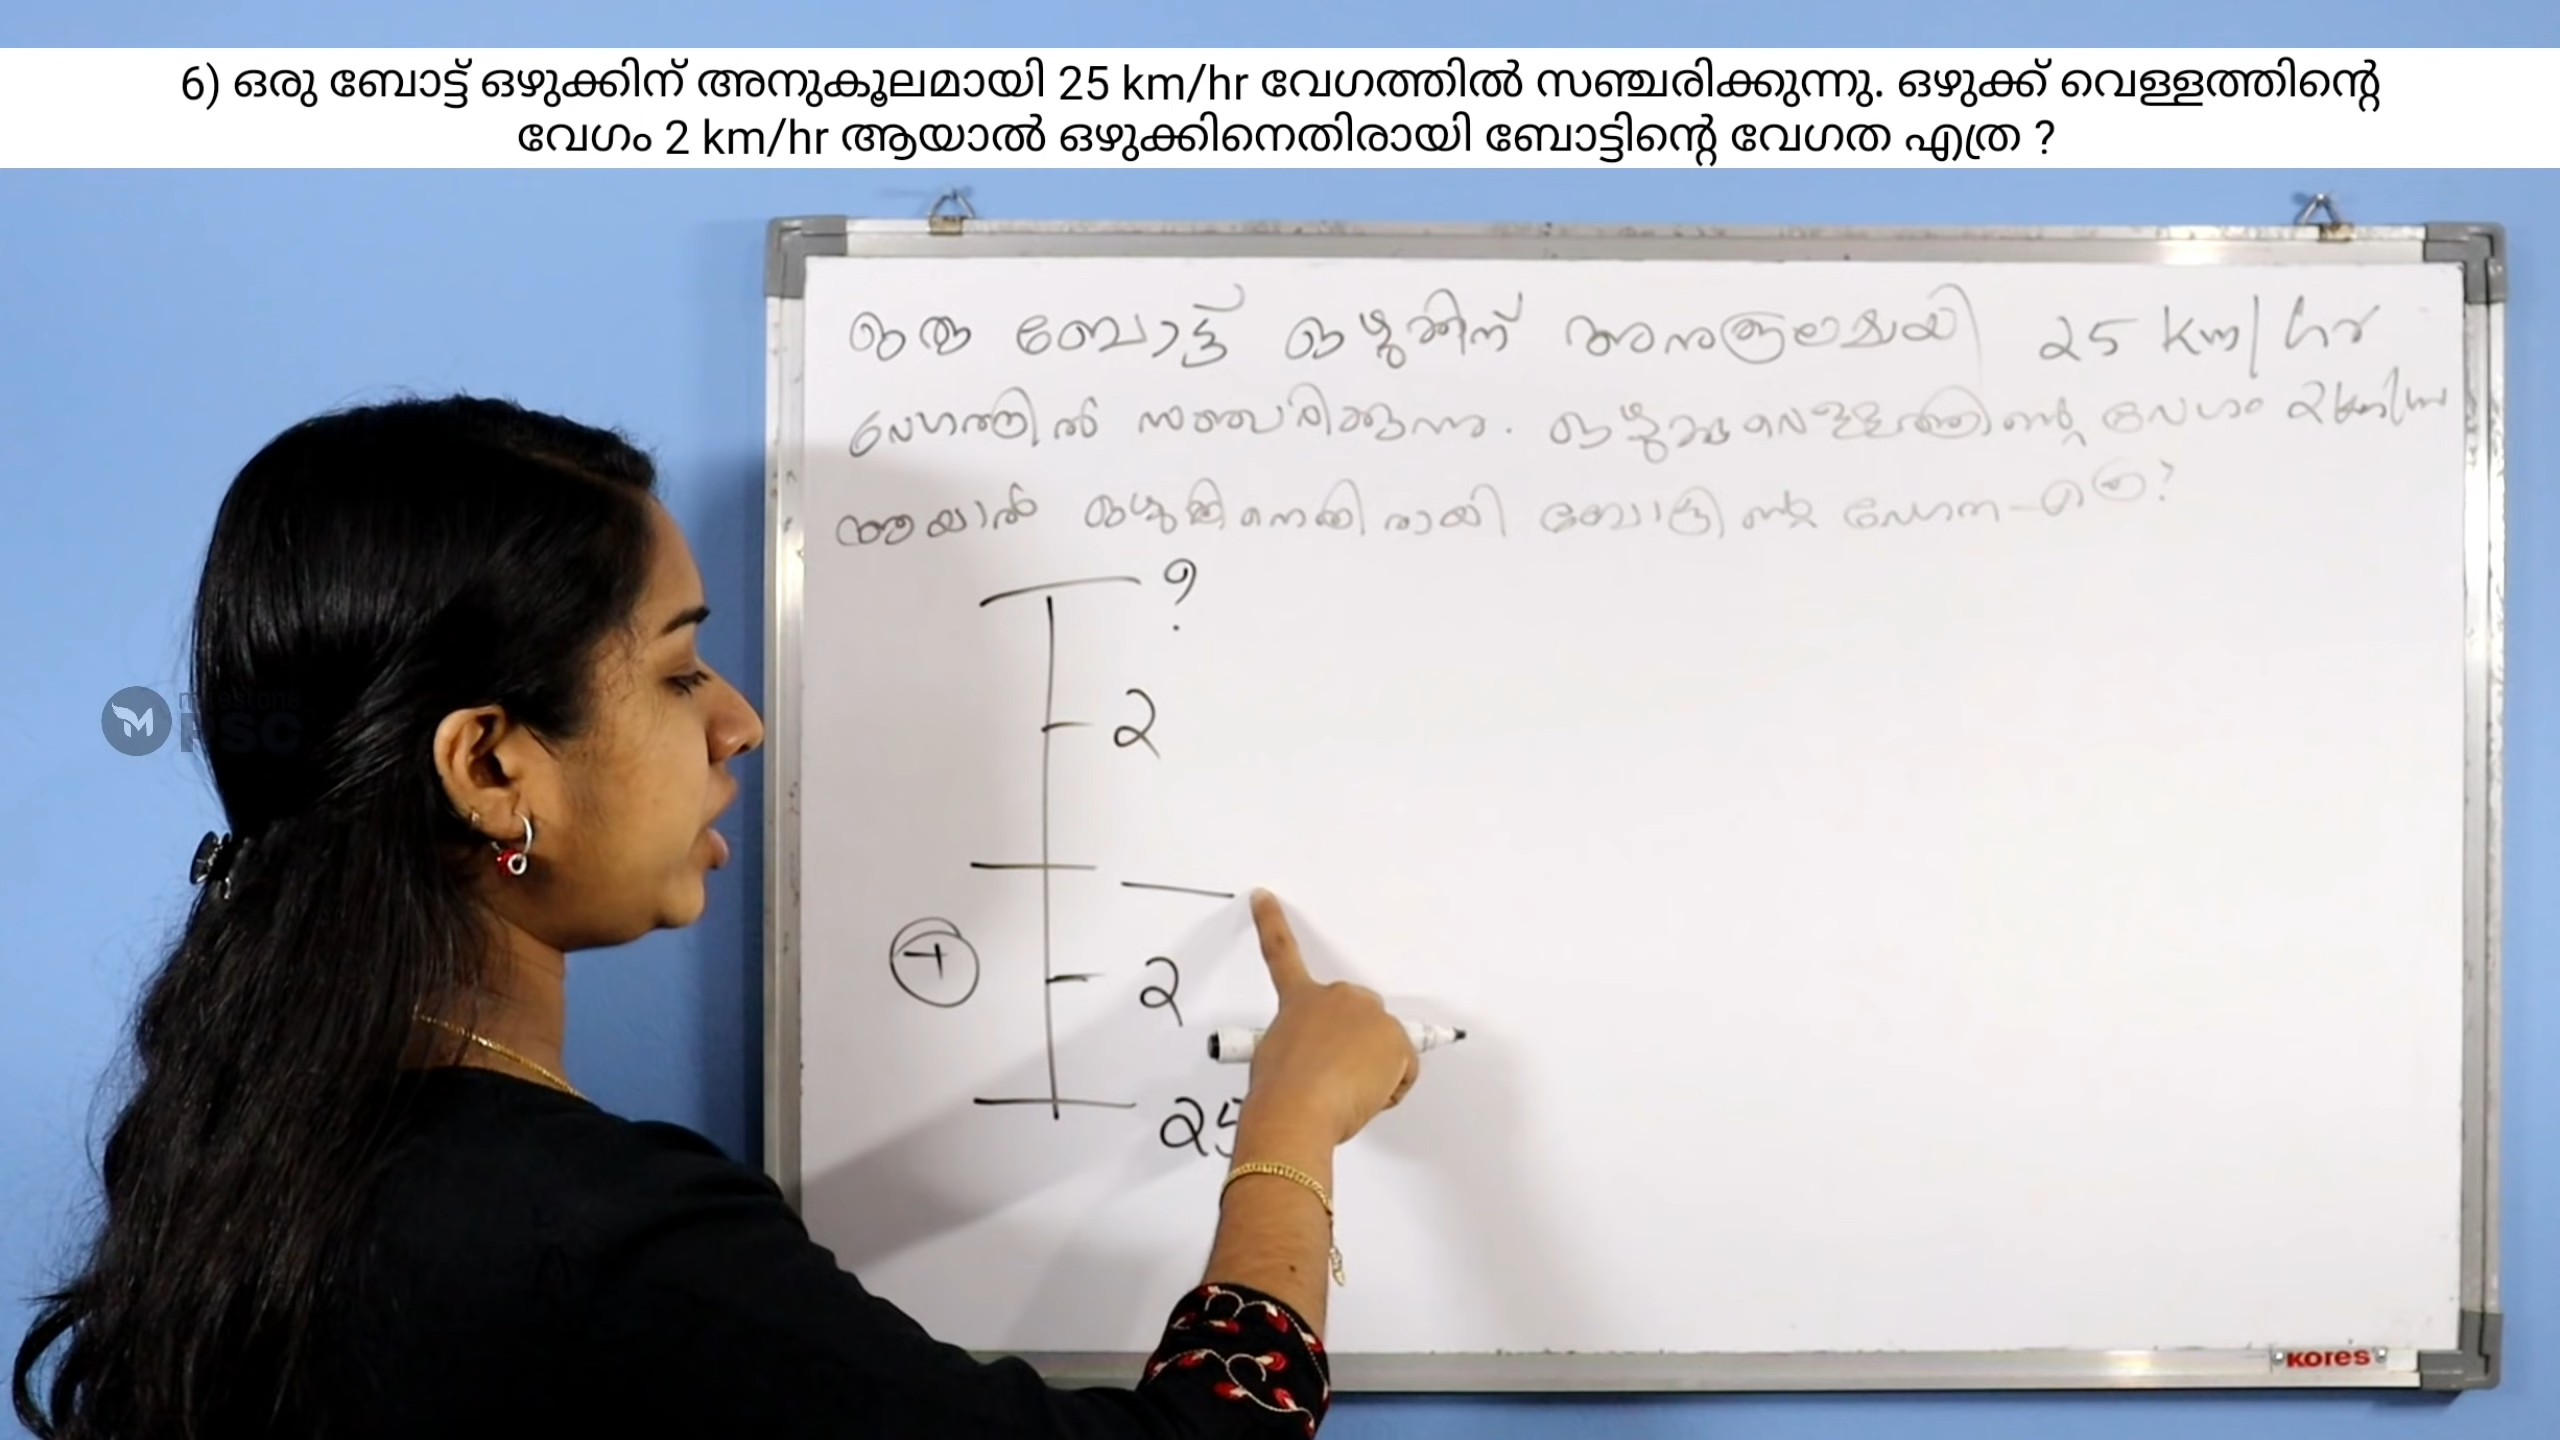 6) ഒരു ബോട്ട് ഒഴുക്കിന് അനുകൂലമായി 25 km/hr വേഗത്തിൽ സഞ്ചരിക്കുന്നു. ഒഴുക്ക് വെള്ളത്തിന്റെ
വേഗം 2 km/hr ആയാൽ ഒഴുക്കിനെതിരായി ബോട്ടിന്റെ വേഗത എത്ര ?
ഒരു ബോട്ട് ഒഴുക്കിന് അനുകൂലമായി 25 km/hr
വേഗത്തിൽ സഞ്ചരിക്കുന്നു. ഒഴുക്കു വെള്ളത്തിന്റെ വേഗം 2km/hr
ആയാൽ ഒഴുക്കിനെതിരായി ബോട്ടിന്റെ വേഗത എത്ര?
?
2
+
2
25
milestone
PSC
kores